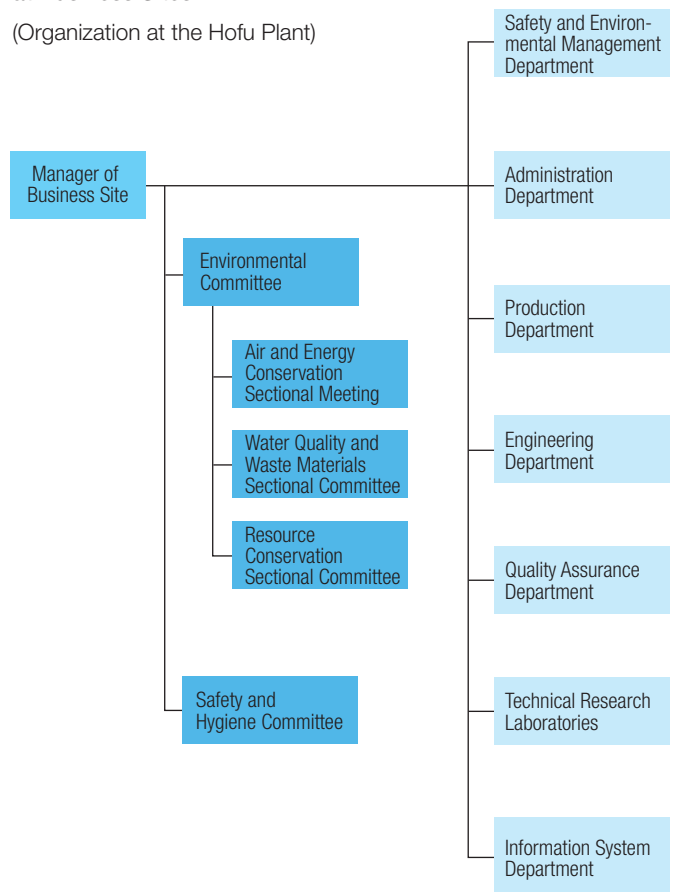 (Organization at the Hofu Plant)
Safety and Environ-
mental Management
Department
Manager of
Business Site
Administration
Department
Environmental
Committee
Production
Department
Air and Energy
Conservation
Sectional Meeting
Water Quality and
Waste Materials
Sectional Committee
Engineering
Department
Resource
Conservation
Sectional Committee
Quality Assurance
Department
Safety and
Hygiene Committee
Technical Research
Laboratories
Information System
Department